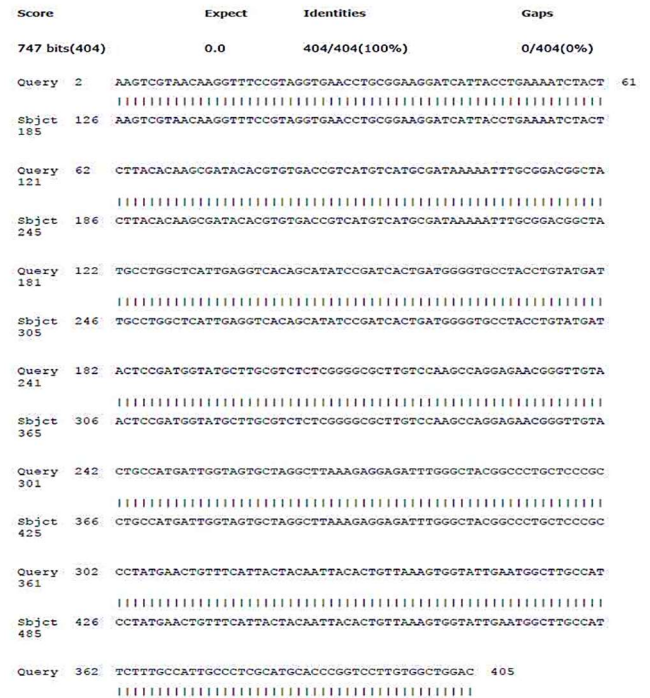 Score Expect Identities Gaps
747 bits(404) 0.0 404/404(100%) 0/404(0%)
Query 2 AAGTCGTAACAAGGTTTCCGTAGGTGAACCTGCGGAAGGATCATTACCTGAAAATCTACT 61
||||||||||||||||||||||||||||||||||||||||||||||||||||||||||||
Sbjct 126 AAGTCGTAACAAGGTTTCCGTAGGTGAACCTGCGGAAGGATCATTACCTGAAAATCTACT
185
Query 62 CTTACACAAGCGATACACGTGTGACCGTCATGTCATGCGATAAAAATTTGCGGACGGCTA
121
||||||||||||||||||||||||||||||||||||||||||||||||||||||||||||
Sbjct 186 CTTACACAAGCGATACACGTGTGACCGTCATGTCATGCGATAAAAATTTGCGGACGGCTA
245
Query 122 TGCCTGGCTCATTGAGGTCACAGCATATCCGATCACTGATGGGGTGCCTACCTGTATGAT
181
||||||||||||||||||||||||||||||||||||||||||||||||||||||||||||
Sbjct 246 TGCCTGGCTCATTGAGGTCACAGCATATCCGATCACTGATGGGGTGCCTACCTGTATGAT
305
Query 182 ACTCCGATGGTATGCTTGCGTCTCTCGGGGCGCTTGTCCAAGCCAGGAGAACGGGTTGTA
241
||||||||||||||||||||||||||||||||||||||||||||||||||||||||||||
Sbjct 306 ACTCCGATGGTATGCTTGCGTCTCTCGGGGCGCTTGTCCAAGCCAGGAGAACGGGTTGTA
365
Query 242 CTGCCATGATTGGTAGTGCTAGGCTTAAAGAGGAGATTTGGGCTACGGCCCTGCTCCCGC
301
||||||||||||||||||||||||||||||||||||||||||||||||||||||||||||
Sbjct 366 CTGCCATGATTGGTAGTGCTAGGCTTAAAGAGGAGATTTGGGCTACGGCCCTGCTCCCGC
425
Query 302 CCTATGAACTGTTTCATTACTACAATTACACTGTTAAAGTGGTATTGAATGGCTTGCCAT
361
||||||||||||||||||||||||||||||||||||||||||||||||||||||||||||
Sbjct 426 CCTATGAACTGTTTCATTACTACAATTACACTGTTAAAGTGGTATTGAATGGCTTGCCAT
485
Query 362 TCTTTGCCATTGCCCTCGCATGCACCCGGTCCTTGTGGCTGGAC 405
||||||||||||||||||||||||||||||||||||||||||||